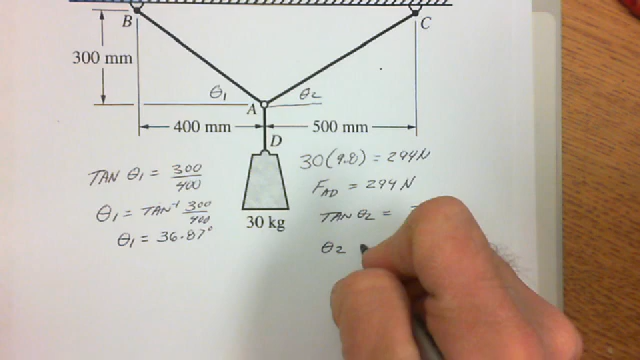 B
C
300 mm
θ₁
θ₂
A
400 mm
500 mm
D
30 kg
TAN θ₁ = 300/400
θ₁ = TAN⁻¹ 300/400
θ₁ = 36.87°
30(9.8) = 294N
F_AD = 294 N
TAN θ₂ =
θ₂